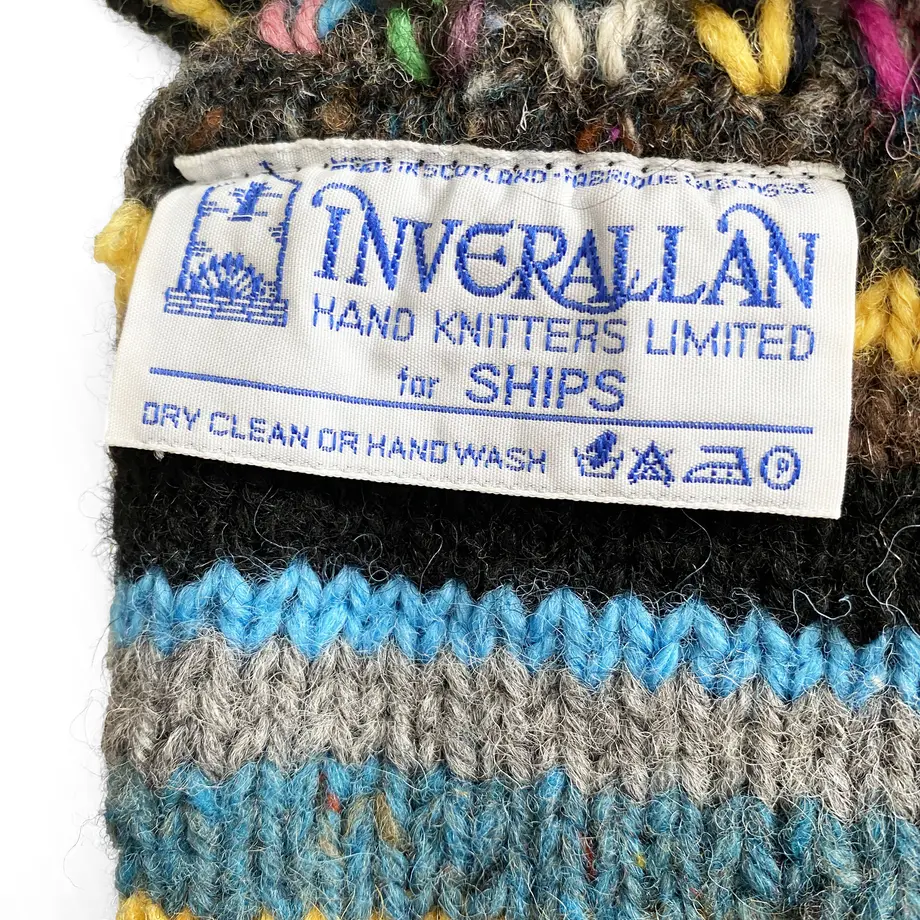 MADE IN SCOTLAND · FABRIQUE EN ECOSSE
INVERALLAN
HAND KNITTERS LIMITED
for SHIPS
DRY CLEAN OR HAND WASH P